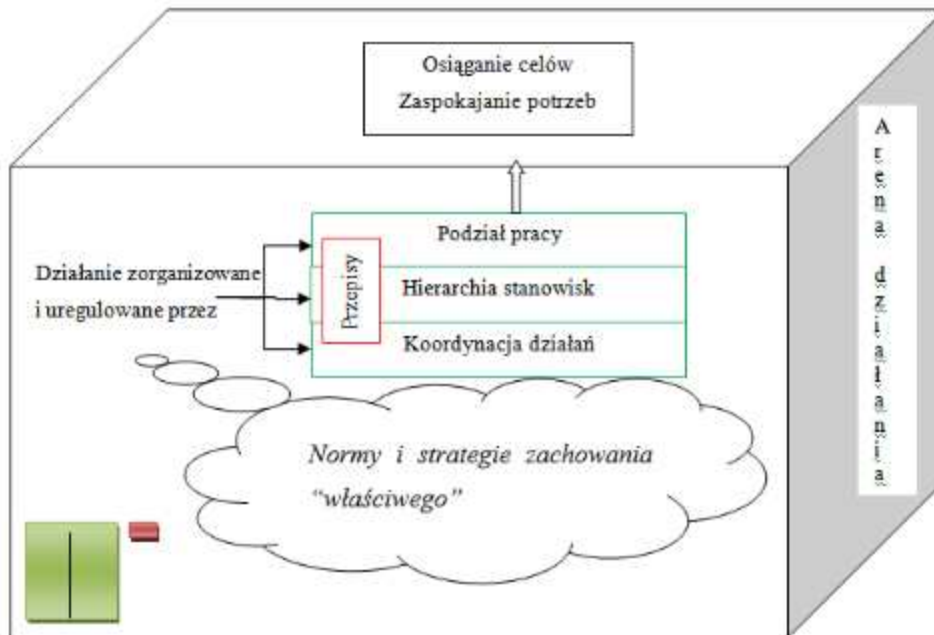 Osiąganie celów
Zaspokajanie potrzeb
Arena działania
Podział pracy
Przepisy
Działanie zorganizowane
i uregulowane przez
Hierarchia stanowisk
Koordynacja działań
Normy i strategie zachowania
“właściwego”